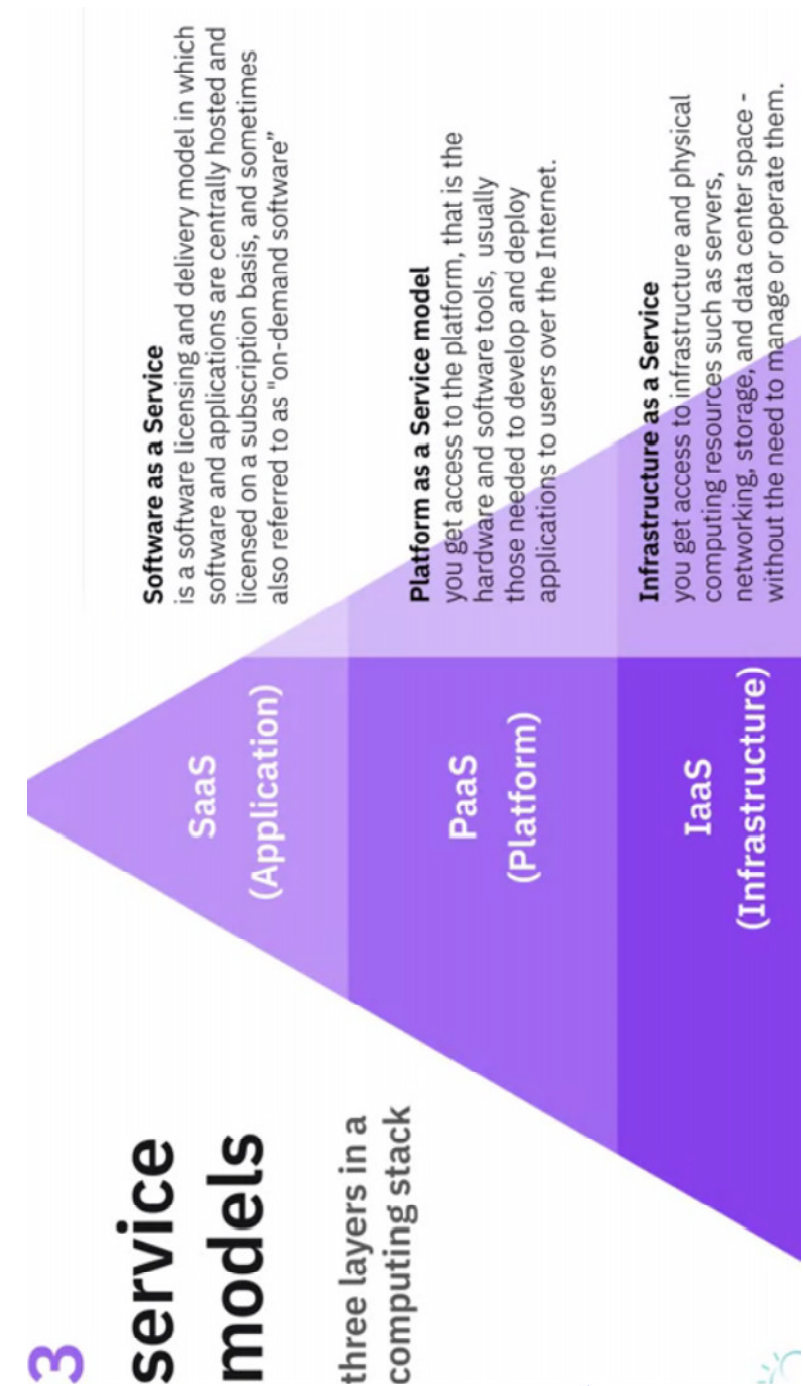 3
service
models
three layers in a
computing stack
SaaS
(Application)
PaaS
(Platform)
IaaS
(Infrastructure)
Software as a Service
is a software licensing and delivery model in which
software and applications are centrally hosted and
licensed on a subscription basis, and sometimes
also referred to as "on-demand software”
Platform as a Service model
you get access to the platform, that is the
hardware and software tools, usually
those needed to develop and deploy
applications to users over the Internet.
Infrastructure as a Service
you get access to infrastructure and physical
computing resources such as servers,
networking, storage, and data center space -
without the need to manage or operate them.